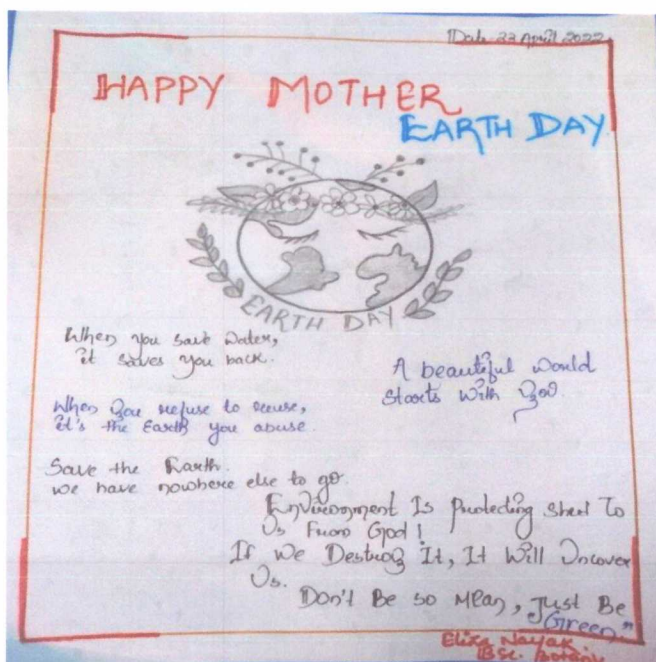 Date-22 April 2022
HAPPY MOTHER
EARTH DAY
EARTH DAY
When you save water,
it saves you back.
A beautiful world
starts with you.
When you refuse to reuse,
it's the Earth you abuse.
Save the Earth.
we have nowhere else to go.
Environment Is Protecting Sheet To
Us From God!
If We Destroy It, It Will Uncover
Us.
Don't Be so Mean, Just Be
Green"
Eliza Nayak
BSc. Botany